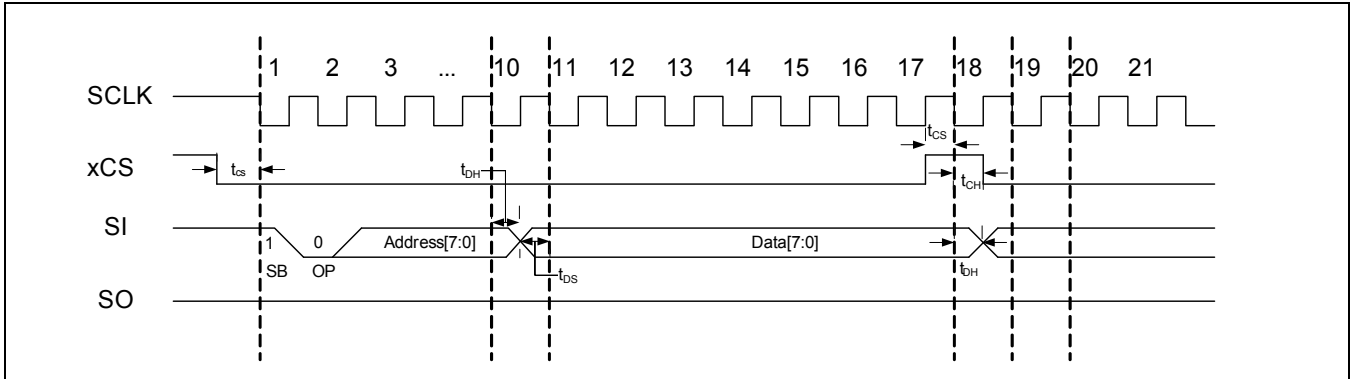 1 2 3 ... 10 11 12 13 14 15 16 17 18 19 20 21
SCLK
tCS
xCS
tcs
tDH
tCH
SI
1 0 Address[7:0] Data[7:0]
SB OP
tDS
tDH
SO